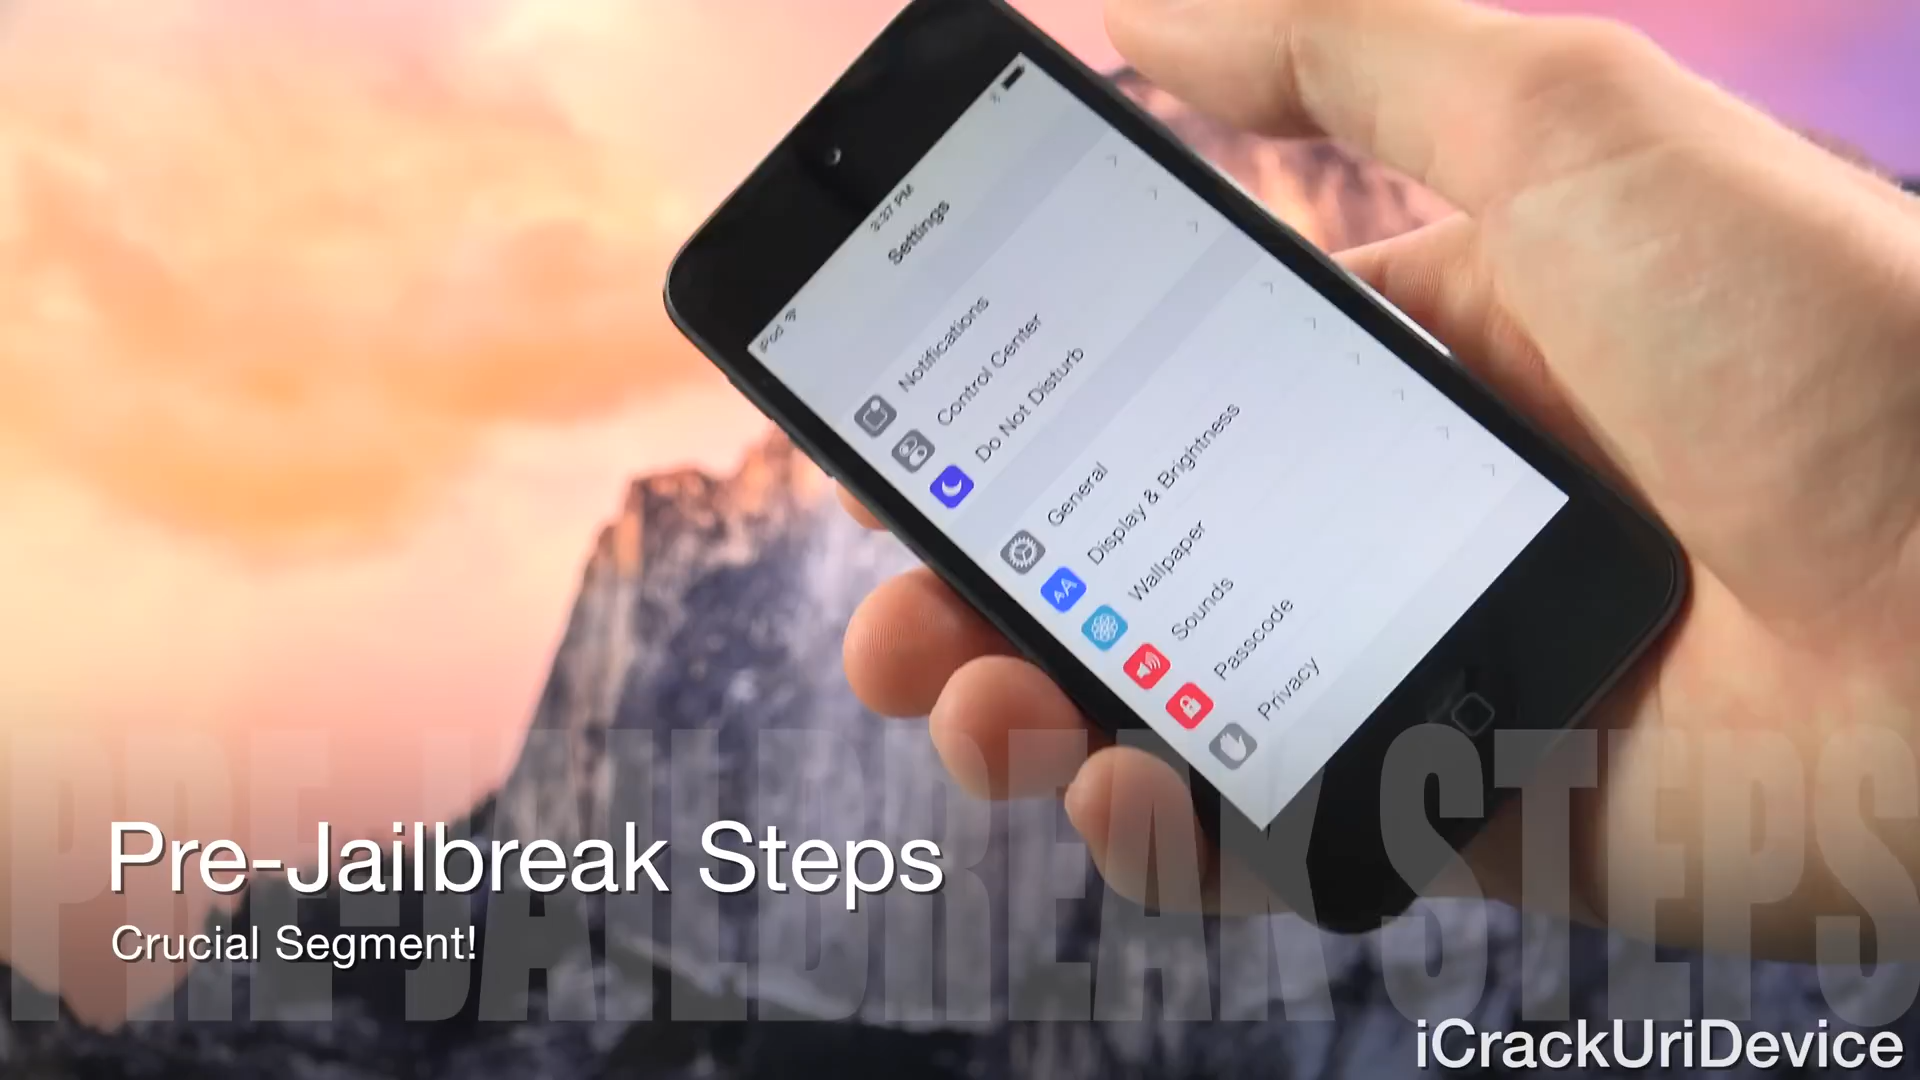 iPod
3:37 PM
Settings
Notifications
Control Center
Do Not Disturb
General
Display & Brightness
AA
Wallpaper
Sounds
Passcode
Privacy
PRE-JAILBREAK STEPS
Pre-Jailbreak Steps
Crucial Segment!
iCrackUriDevice